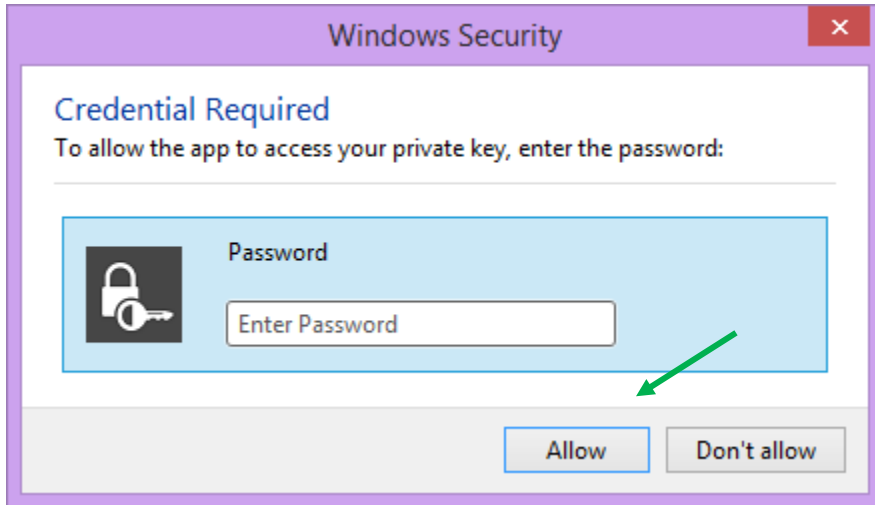 Windows Security
Credential Required
To allow the app to access your private key, enter the password:
Password
Enter Password
Allow
Don't allow